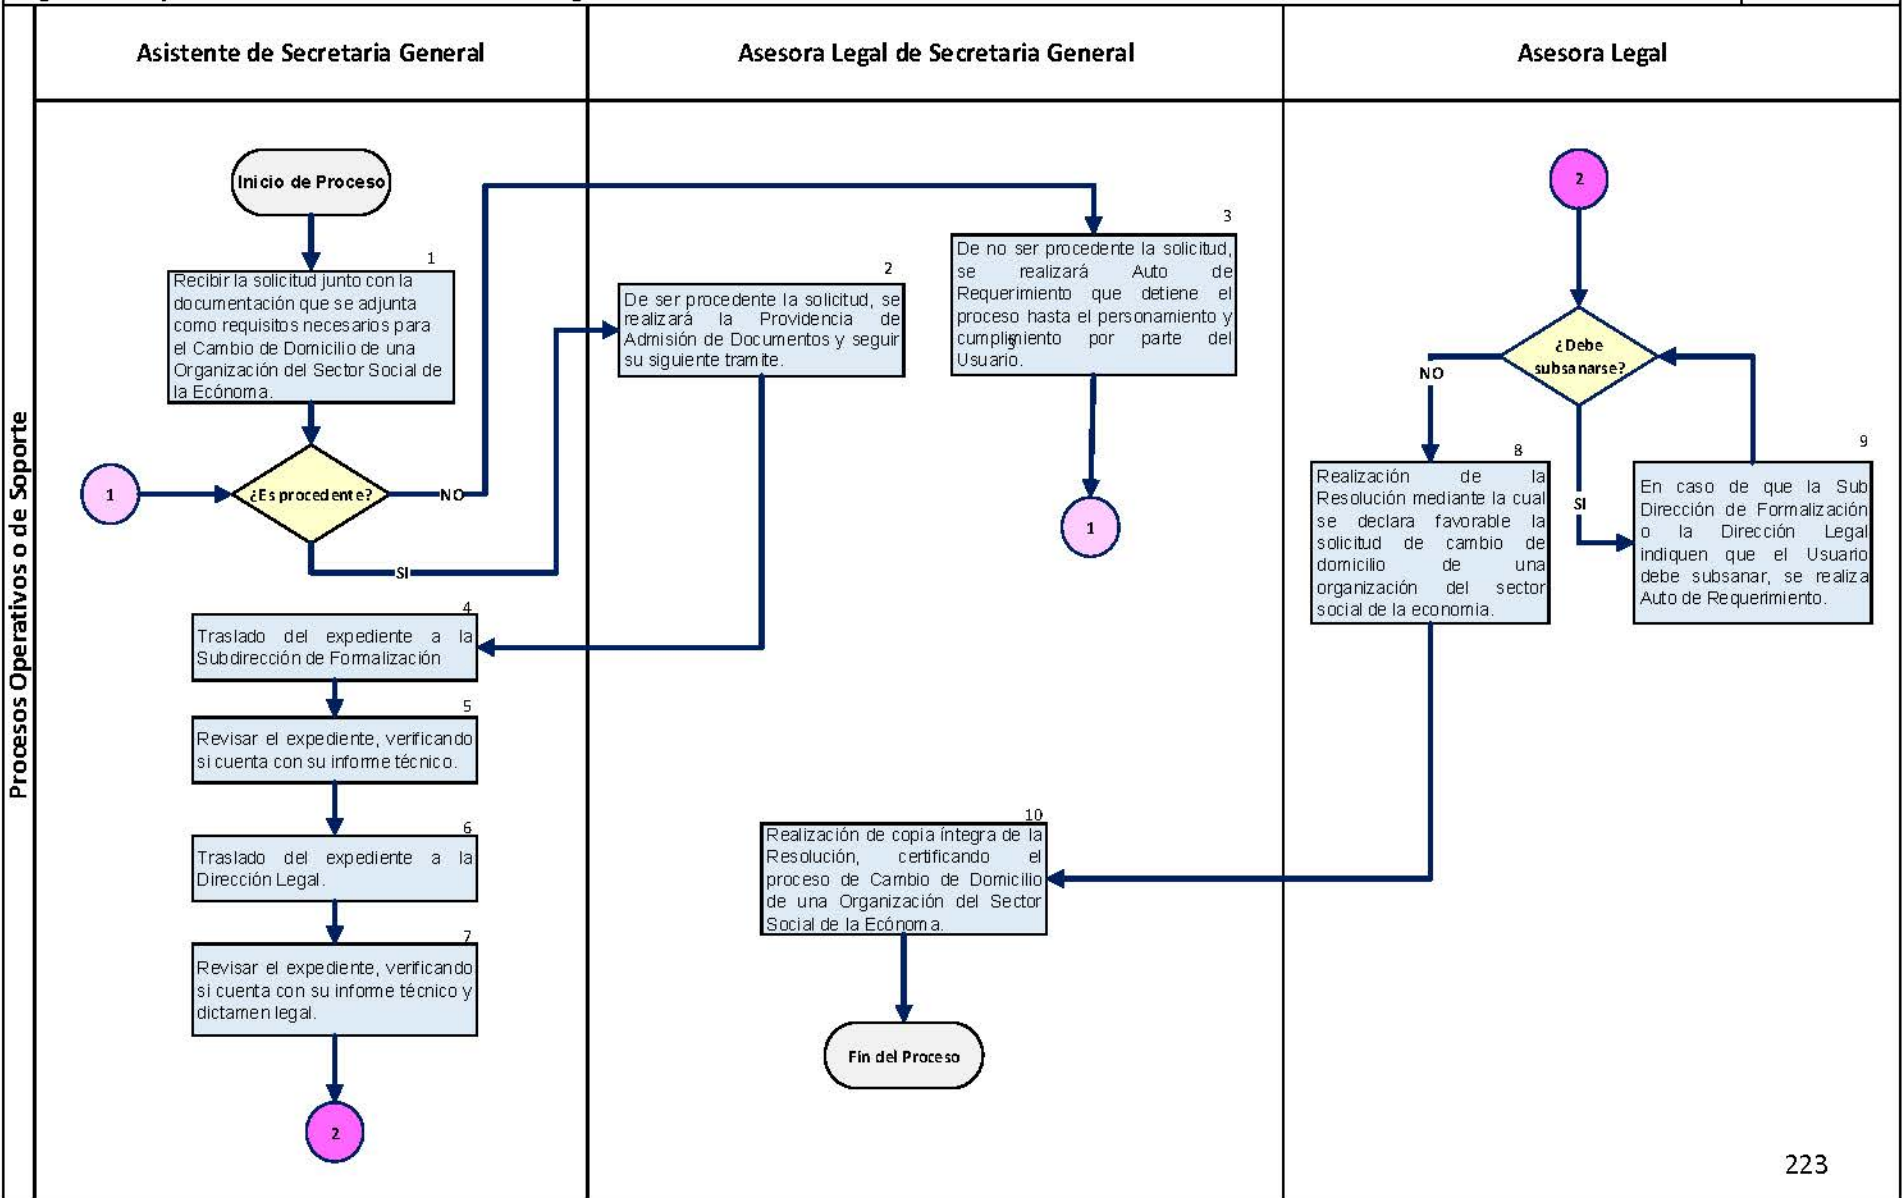 Asistente de Secretaria General
Asesora Legal de Secretaria General
Asesora Legal
Procesos Operativos o de Soporte
Inicio de Proceso
1
Recibir la solicitud junto con la
documentación que se adjunta
como requisitos necesarios para
el Cambio de Domicilio de una
Organización del Sector Social de
la Ecónoma.
1
¿Es procedente?
NO
SI
2
De ser procedente la solicitud, se
realizará la Providencia de
Admisión de Documentos y seguir
su siguiente tramite.
3
De no ser procedente la solicitud,
se realizará Auto de
Requerimiento que detiene el
proceso hasta el personamiento y
cumplimiento por parte del
Usuario.
3
1
4
Traslado del expediente a la
Subdirección de Formalización
5
Revisar el expediente, verificando
si cuenta con su informe técnico.
6
Traslado del expediente a la
Dirección Legal.
7
Revisar el expediente, verificando
si cuenta con su informe técnico y
dictamen legal.
2
2
¿Debe
subsanarse?
NO
SI
8
Realización de la
Resolución mediante la cual
se declara favorable la
solicitud de cambio de
domicilio de una
organización del sector
social de la economia.
9
En caso de que la Sub
Dirección de Formalización
o la Dirección Legal
indiquen que el Usuario
debe subsanar, se realiza
Auto de Requerimiento.
10
Realización de copia íntegra de la
Resolución, certificando el
proceso de Cambio de Domicilio
de una Organización del Sector
Social de la Ecónoma.
Fin del Proceso
223